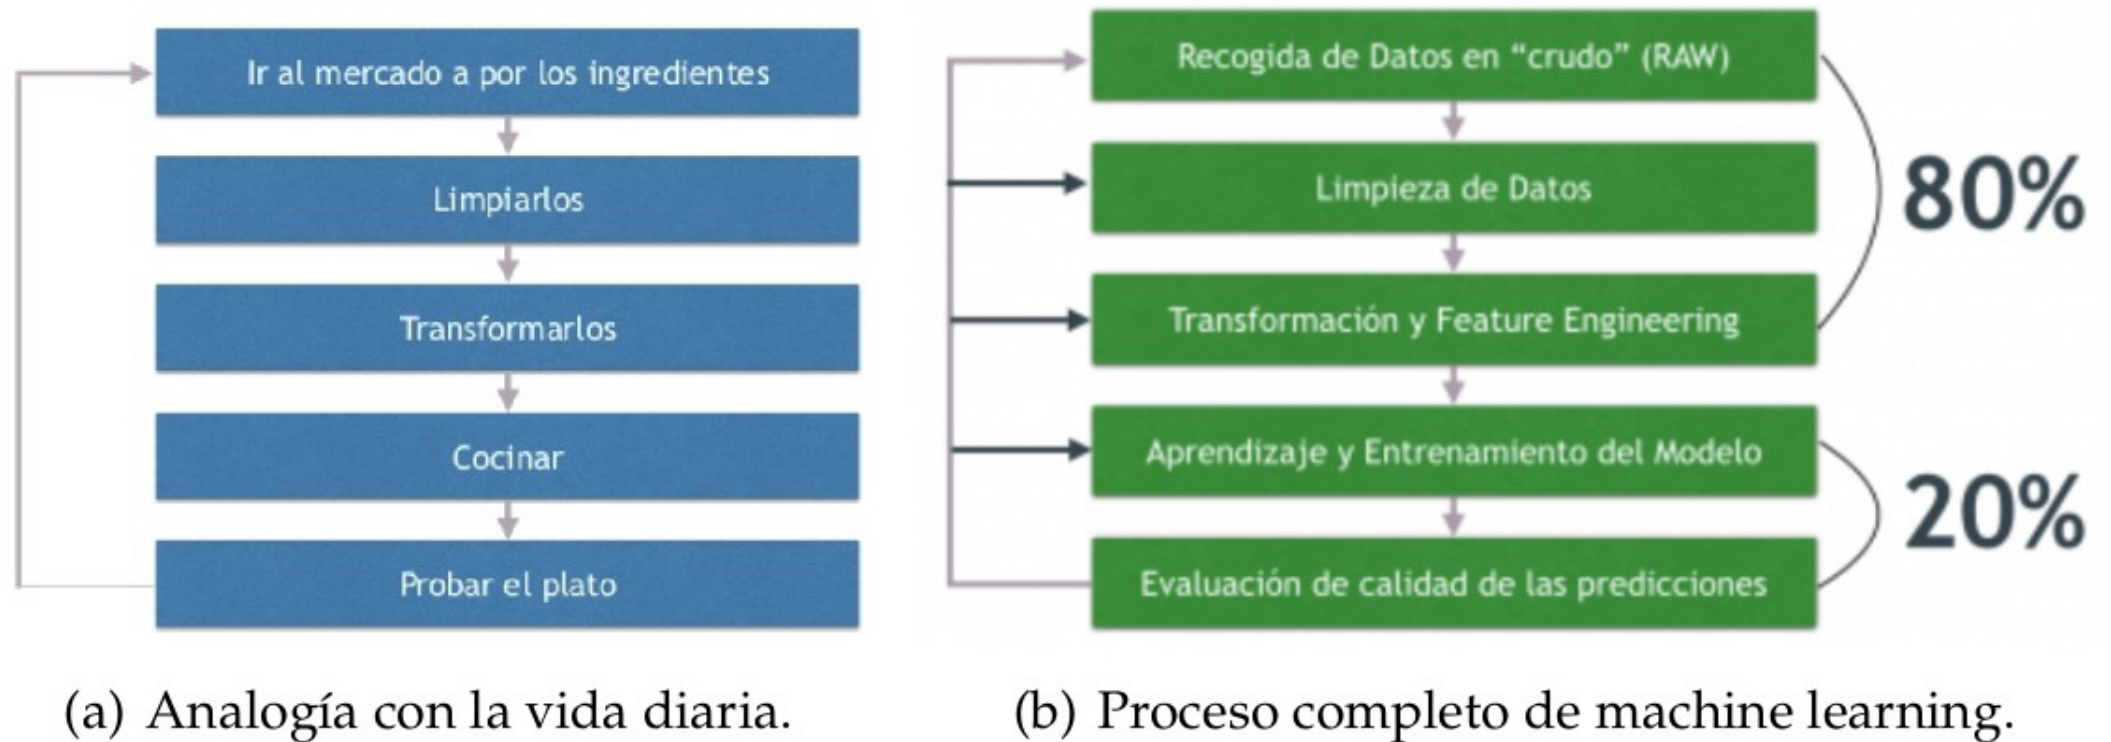 Ir al mercado a por los ingredientes
Limpiarlos
Transformarlos
Cocinar
Probar el plato
(a) Analogía con la vida diaria.
Recogida de Datos en “crudo” (RAW)
Limpieza de Datos
Transformación y Feature Engineering
80%
Aprendizaje y Entrenamiento del Modelo
Evaluación de calidad de las predicciones
20%
(b) Proceso completo de machine learning.